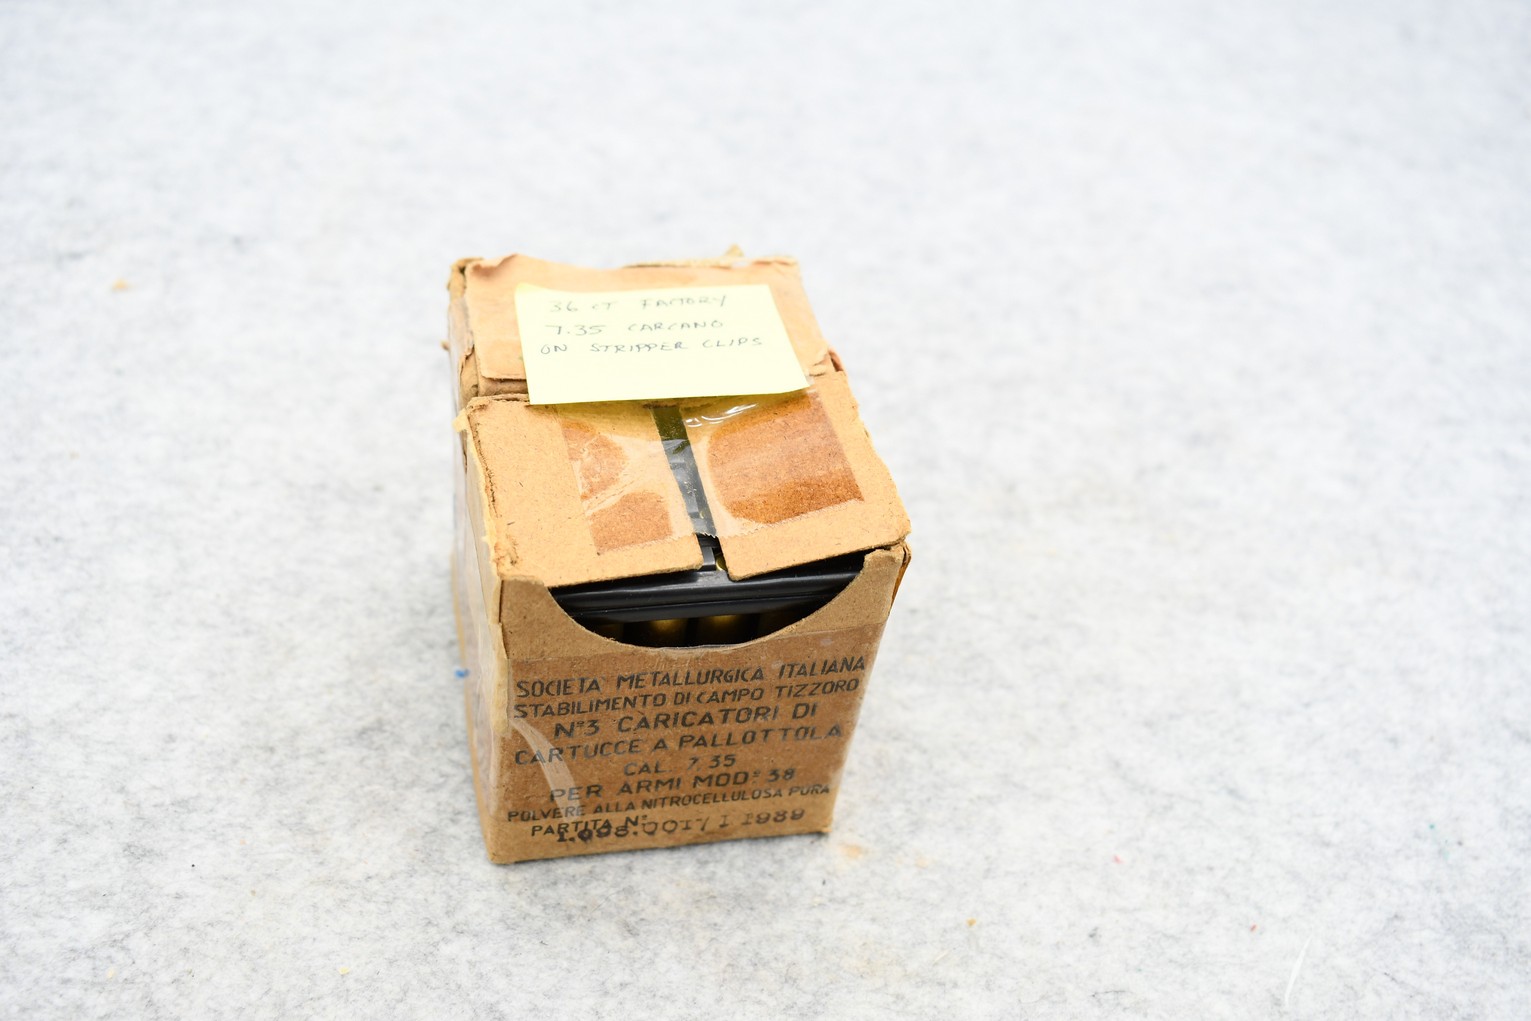 36 CT FACTORY
7.35 CARCANO
ON STRIPPER CLIPS
SOCIETA' METALLURGICA ITALIANA
STABILIMENTO DI CAMPO TIZZORO
N°3 CARICATORI DI
CARTUCCE A PALLOTTOLA
CAL. 7.35
PER ARMI MOD° 38
POLVERE ALLA NITROCELLULOSA PURA
PARTITA N°
1989